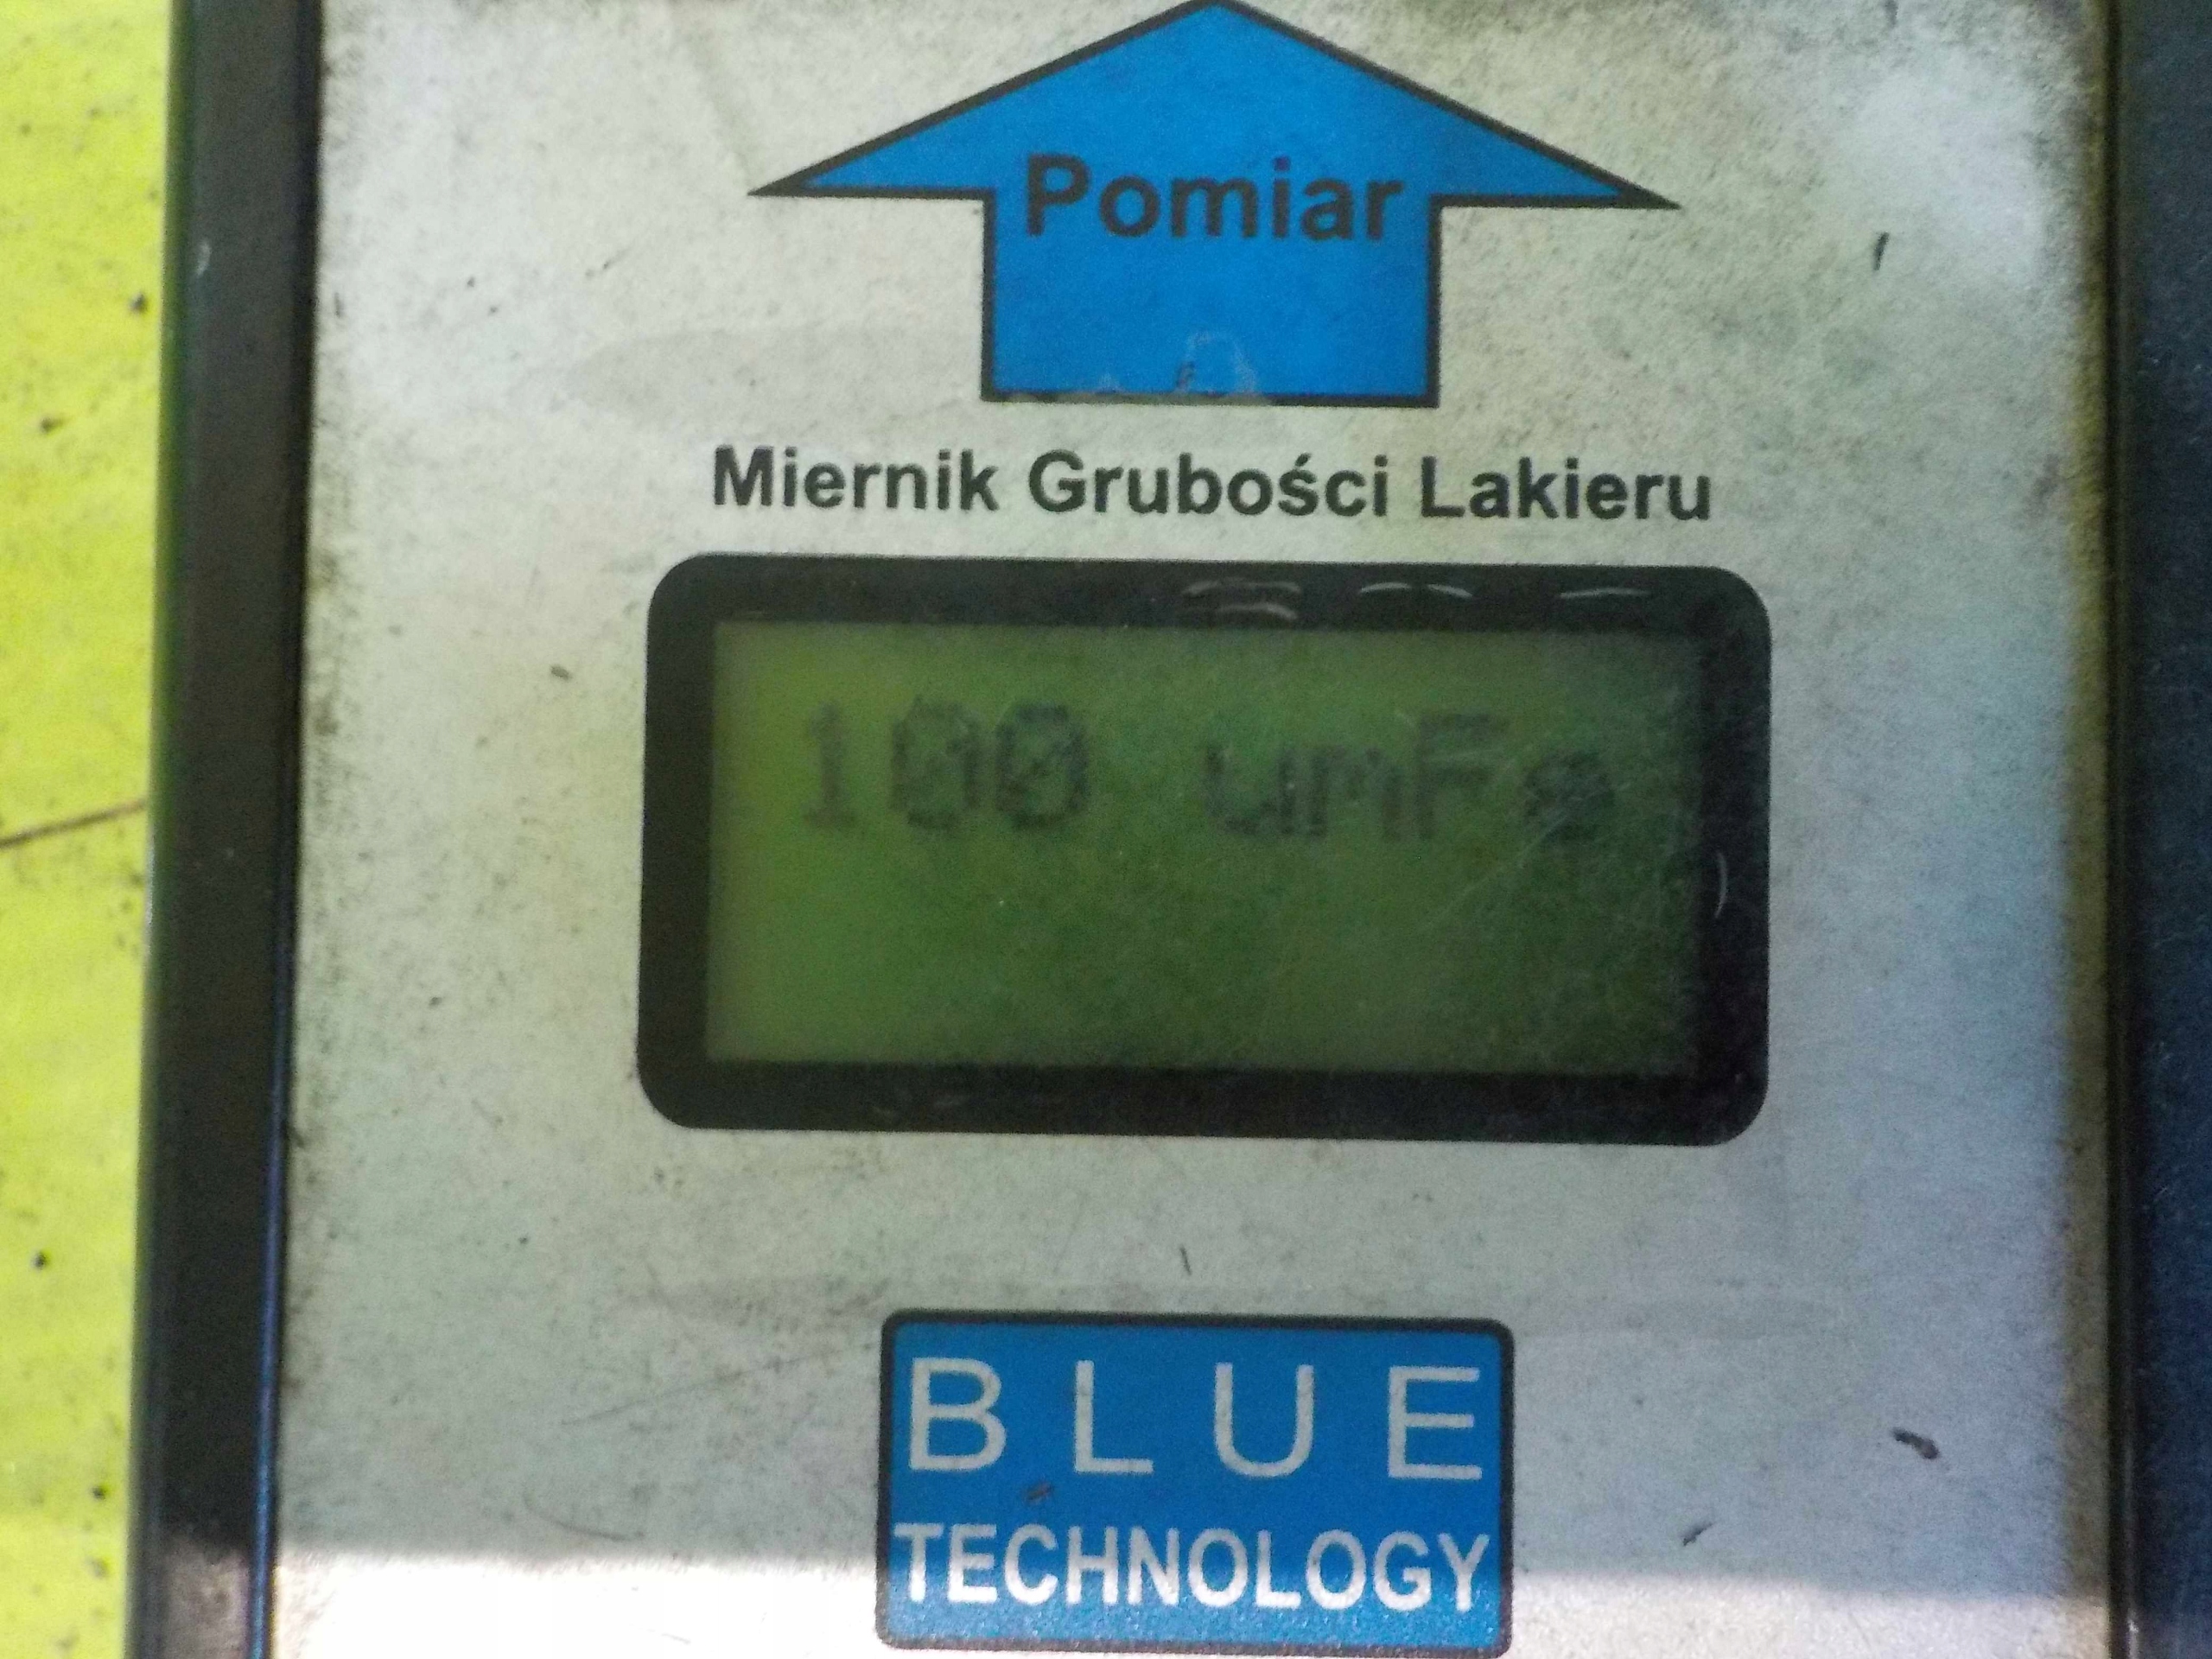 Pomiar
Miernik Grubości Lakieru
100 umFe
BLUE
TECHNOLOGY